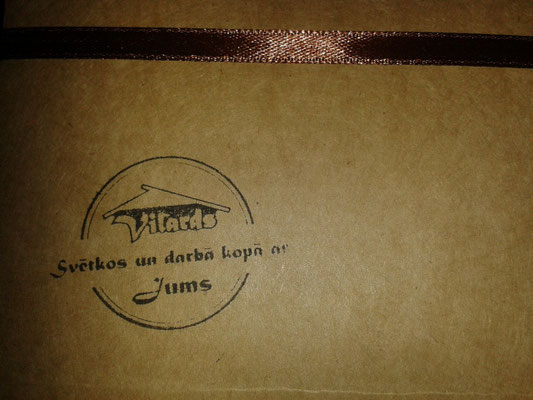 Vilards
Svētkos un darbā kopā ar
Jums